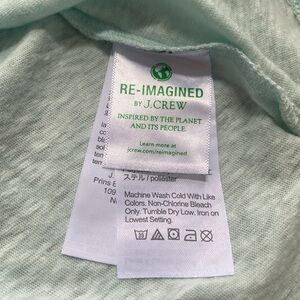 RE-IMAGINED
BY J.CREW
INSPIRED BY THE PLANET
AND ITS PEOPLE
Learn more at
jcrew.com/reimagined
ステル / poliéster
Machine Wash Cold With Like
Colors. Non-Chlorine Bleach
Only. Tumble Dry Low. Iron on
Lowest Setting.
J.
Prins
109
N